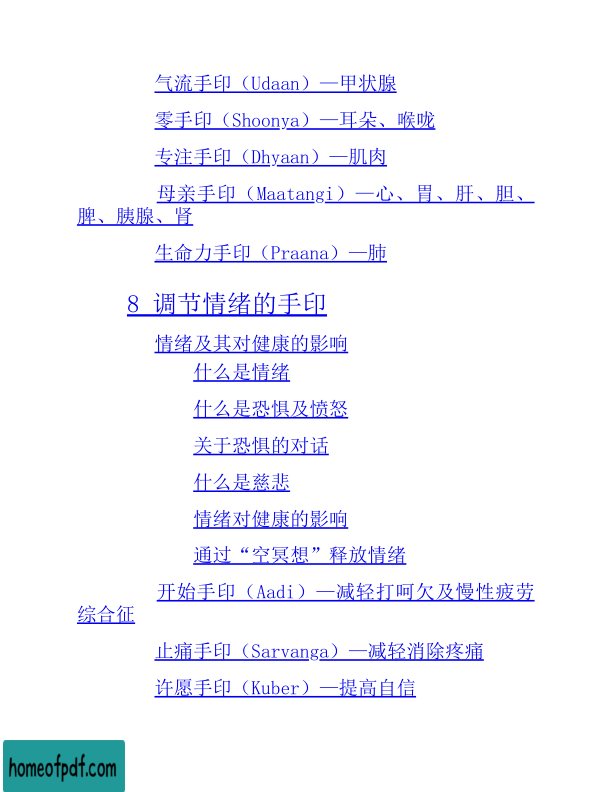 气流手印（Udaan）—甲状腺
零手印（Shoonya）—耳朵、喉咙
专注手印（Dhyaan）—肌肉
母亲手印（Maatangi）—心、胃、肝、胆、
脾、胰腺、肾
生命力手印（Praana）—肺
8 调节情绪的手印
情绪及其对健康的影响
什么是情绪
什么是恐惧及愤怒
关于恐惧的对话
什么是慈悲
情绪对健康的影响
通过“空冥想”释放情绪
开始手印（Aadi）—减轻打呵欠及慢性疲劳
综合征
止痛手印（Sarvanga）—减轻消除疼痛
许愿手印（Kuber）—提高自信
homeofpdf.com